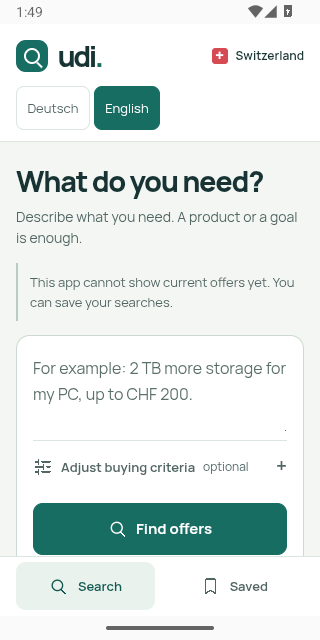 1:49
udi.
Switzerland
Deutsch
English
What do you need?
Describe what you need. A product or a goal
is enough.
This app cannot show current offers yet. You
can save your searches.
For example: 2 TB more storage for
my PC, up to CHF 200.
Adjust buying criteria optional +
Find offers
Search
Saved